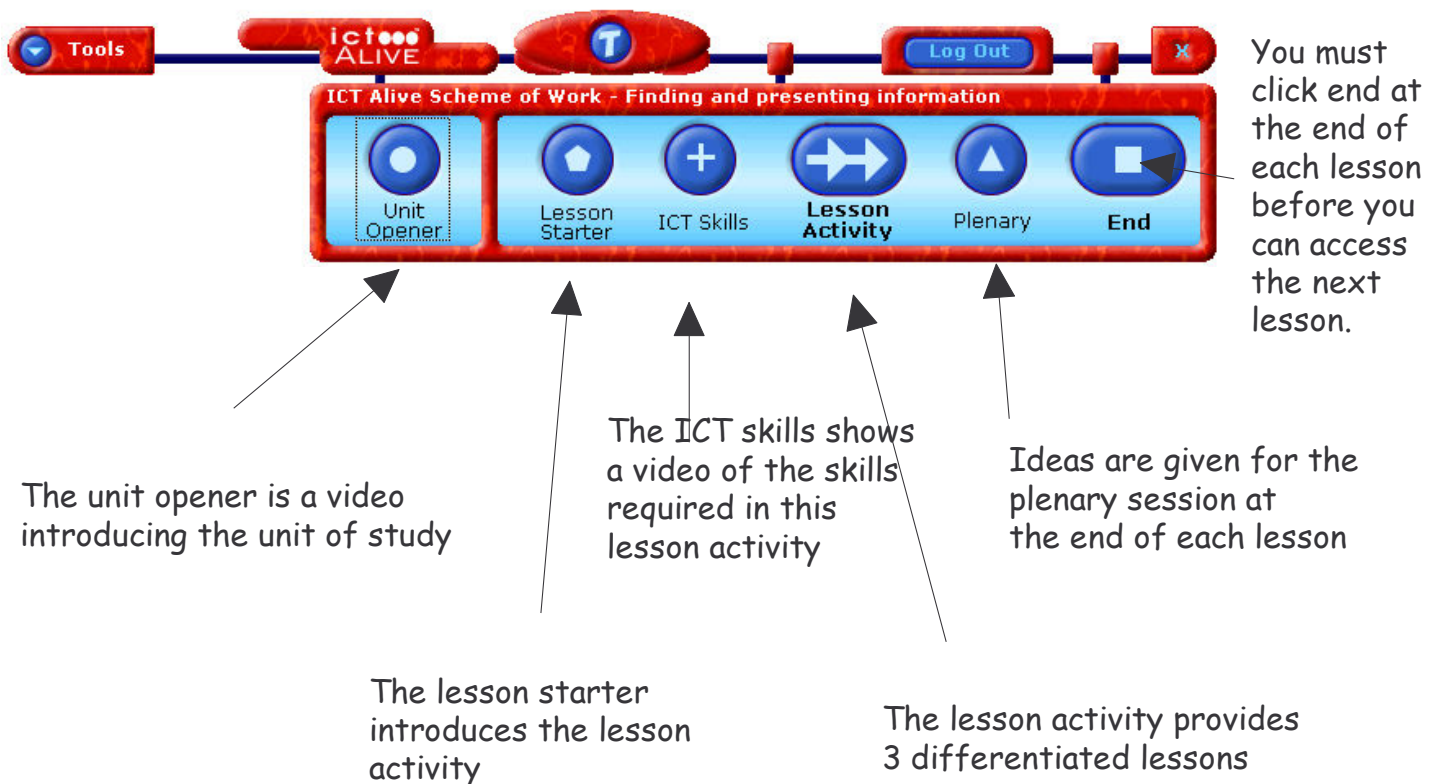 Tools
ict
ALIVE
T
Log Out
x
ICT Alive Scheme of Work - Finding and presenting information
Unit
Opener
Lesson
Starter
ICT Skills
Lesson
Activity
Plenary
End
You must
click end at
the end of
each lesson
before you
can access
the next
lesson.
The unit opener is a video
introducing the unit of study
The ICT skills shows
a video of the skills
required in this
lesson activity
Ideas are given for the
plenary session at
the end of each lesson
The lesson starter
introduces the lesson
activity
The lesson activity provides
3 differentiated lessons